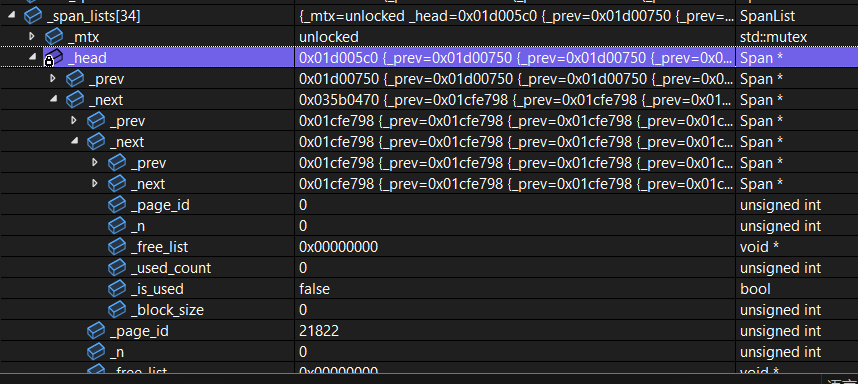 _span_lists[34] {_mtx=unlocked _head=0x01d005c0 {_prev=0x01d00750 {_prev=... SpanList
_mtx unlocked std::mutex
_head 0x01d005c0 {_prev=0x01d00750 {_prev=0x01d00750 {_prev=0x0... Span *
_prev 0x01d00750 {_prev=0x01d00750 {_prev=0x01d00750 {_prev=0x0... Span *
_next 0x035b0470 {_prev=0x01cfe798 {_prev=0x01cfe798 {_prev=0x01... Span *
_prev 0x01cfe798 {_prev=0x01cfe798 {_prev=0x01cfe798 {_prev=0x01c... Span *
_next 0x01cfe798 {_prev=0x01cfe798 {_prev=0x01cfe798 {_prev=0x01c... Span *
_prev 0x01cfe798 {_prev=0x01cfe798 {_prev=0x01cfe798 {_prev=0x01c... Span *
_next 0x01cfe798 {_prev=0x01cfe798 {_prev=0x01cfe798 {_prev=0x01c... Span *
_page_id 0 unsigned int
_n 0 unsigned int
_free_list 0x00000000 void *
_used_count 0 unsigned int
_is_used false bool
_block_size 0 unsigned int
_page_id 21822 unsigned int
_n 0 unsigned int
_free_list 0x00000000 void *